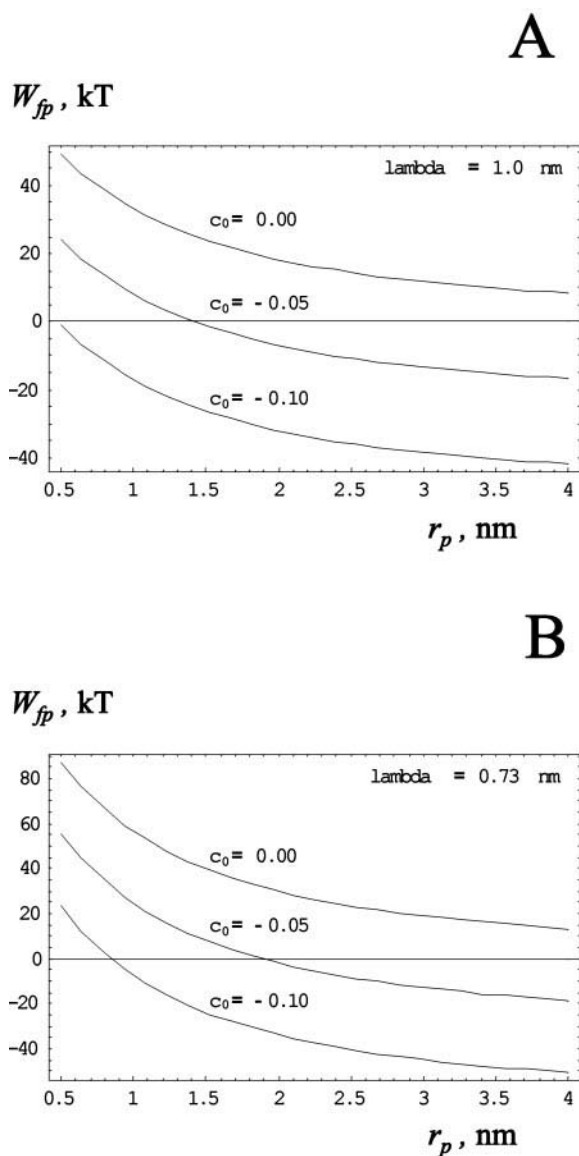 A
W_fp, kT
lambda = 1.0 nm
40
c₀= 0.00
20
c₀= -0.05
0
c₀= -0.10
-20
-40
0.5 1 1.5 2 2.5 3 3.5 4
r_p, nm
B
W_fp, kT
80
lambda = 0.73 nm
60
c₀= 0.00
40
20
c₀= -0.05
0
c₀= -0.10
-20
-40
0.5 1 1.5 2 2.5 3 3.5 4
r_p, nm